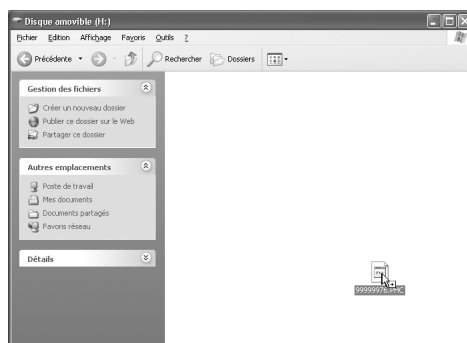 Disque amovible (H:)
Fichier Edition Affichage Favoris Outils ?
Précédente Rechercher Dossiers
Gestion des fichiers
Créer un nouveau dossier
Publier ce dossier sur le Web
Partager ce dossier
Autres emplacements
Poste de travail
Mes documents
Documents partagés
Favoris réseau
Détails
99999976.PHC